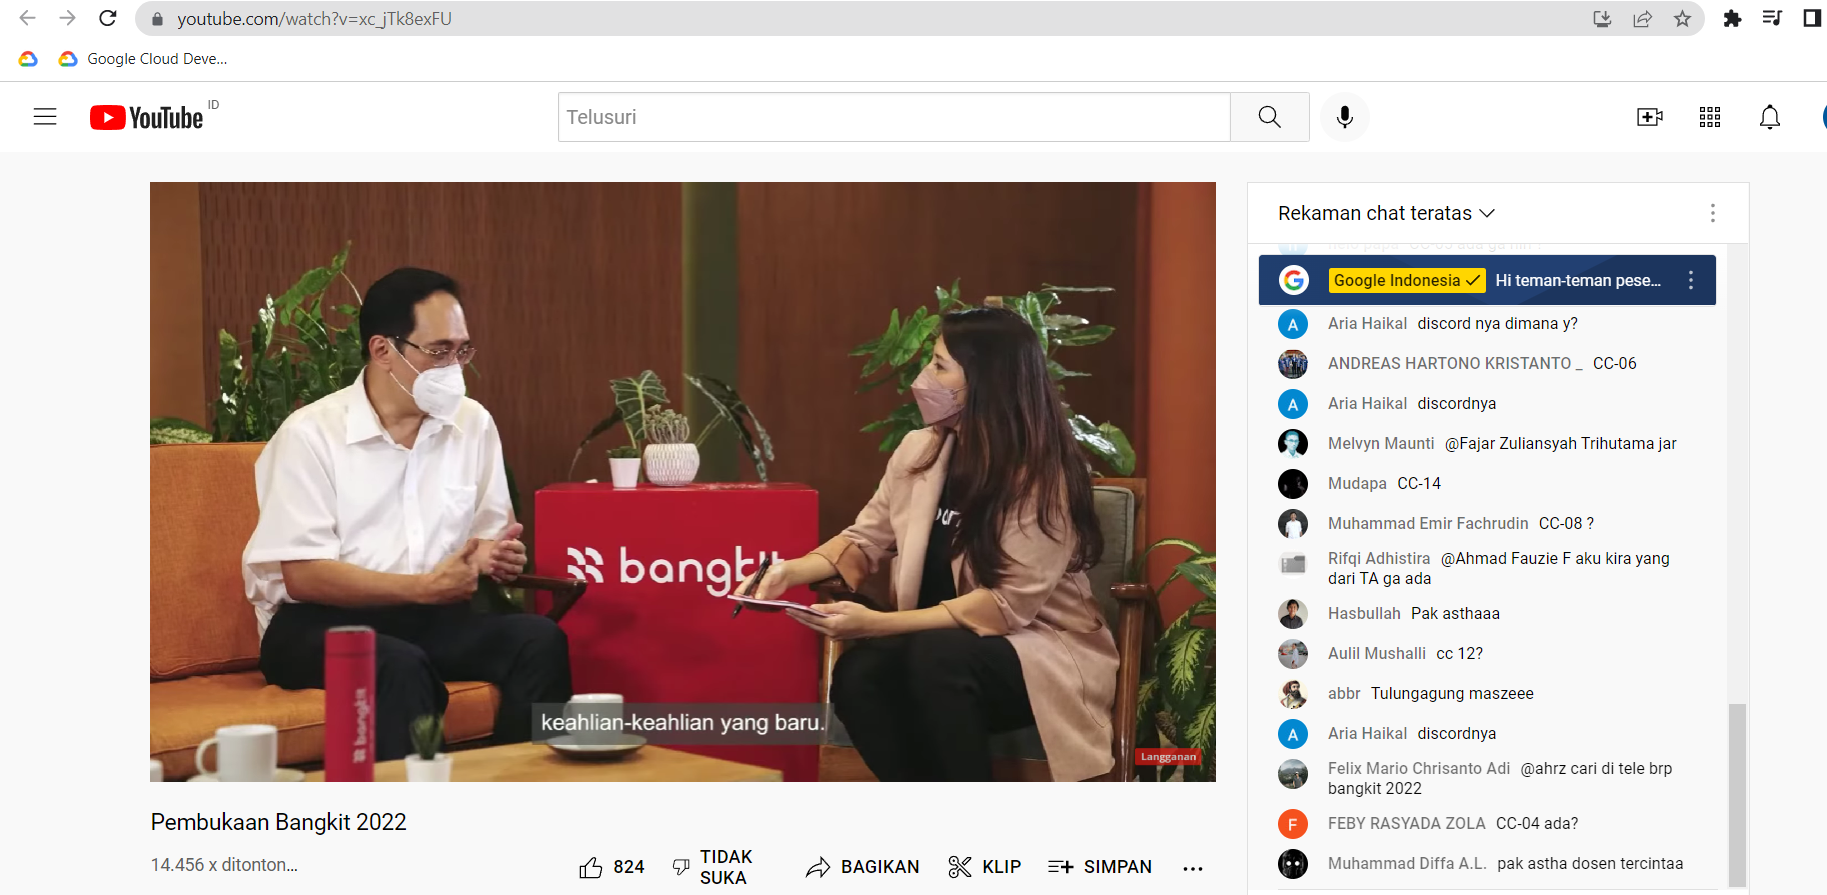 youtube.com/watch?v=xc_jTk8exFU
Google Cloud Deve...
YouTube ID
Telusuri
bangkit
bangkit
keahlian-keahlian yang baru.
Langganan
Pembukaan Bangkit 2022
14.456 x ditonton...
824
TIDAK
SUKA
BAGIKAN
KLIP
SIMPAN
Rekaman chat teratas
Google Indonesia Hi teman-teman pese...
Aria Haikal discord nya dimana y?
ANDREAS HARTONO KRISTANTO _ CC-06
Aria Haikal discordnya
Melvyn Maunti @Fajar Zuliansyah Trihutama jar
Mudapa CC-14
Muhammad Emir Fachrudin CC-08 ?
Rifqi Adhistira @Ahmad Fauzie F aku kira yang
dari TA ga ada
Hasbullah Pak asthaaa
Aulil Mushalli cc 12?
abbr Tulungagung maszeee
Aria Haikal discordnya
Felix Mario Chrisanto Adi @ahrz cari di tele brp
bangkit 2022
FEBY RASYADA ZOLA CC-04 ada?
Muhammad Diffa A.L. pak astha dosen tercintaa